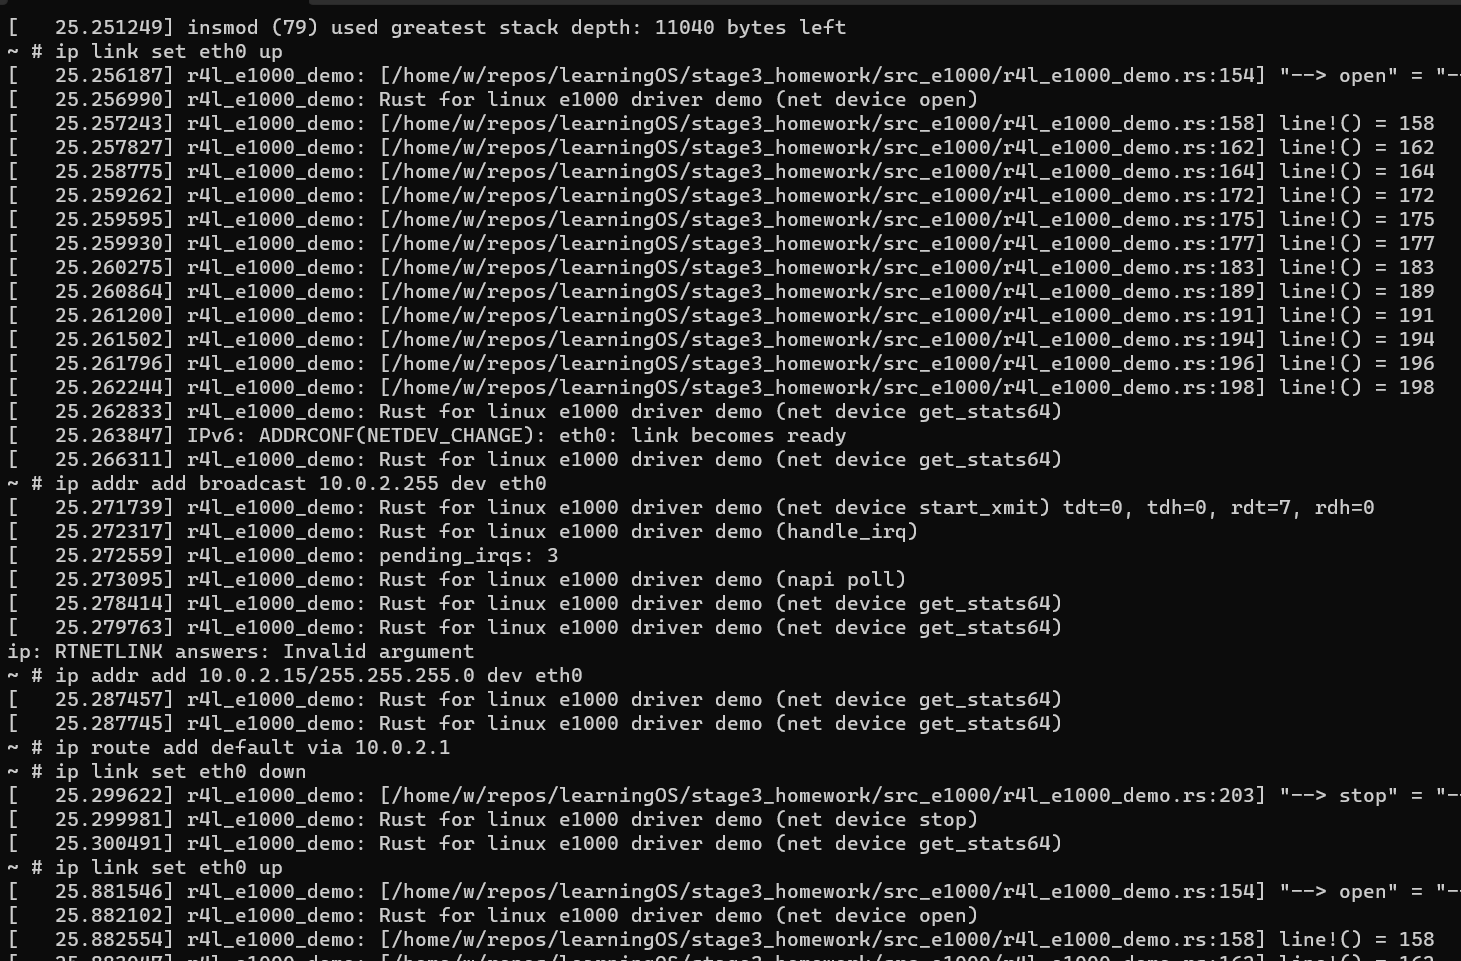 [   25.251249] insmod (79) used greatest stack depth: 11040 bytes left
~ # ip link set eth0 up
[   25.256187] r4l_e1000_demo: [/home/w/repos/learningOS/stage3_homework/src_e1000/r4l_e1000_demo.rs:154] "--> open" = "--
[   25.256990] r4l_e1000_demo: Rust for linux e1000 driver demo (net device open)
[   25.257243] r4l_e1000_demo: [/home/w/repos/learningOS/stage3_homework/src_e1000/r4l_e1000_demo.rs:158] line!() = 158
[   25.257827] r4l_e1000_demo: [/home/w/repos/learningOS/stage3_homework/src_e1000/r4l_e1000_demo.rs:162] line!() = 162
[   25.258775] r4l_e1000_demo: [/home/w/repos/learningOS/stage3_homework/src_e1000/r4l_e1000_demo.rs:164] line!() = 164
[   25.259262] r4l_e1000_demo: [/home/w/repos/learningOS/stage3_homework/src_e1000/r4l_e1000_demo.rs:172] line!() = 172
[   25.259595] r4l_e1000_demo: [/home/w/repos/learningOS/stage3_homework/src_e1000/r4l_e1000_demo.rs:175] line!() = 175
[   25.259930] r4l_e1000_demo: [/home/w/repos/learningOS/stage3_homework/src_e1000/r4l_e1000_demo.rs:177] line!() = 177
[   25.260275] r4l_e1000_demo: [/home/w/repos/learningOS/stage3_homework/src_e1000/r4l_e1000_demo.rs:183] line!() = 183
[   25.260864] r4l_e1000_demo: [/home/w/repos/learningOS/stage3_homework/src_e1000/r4l_e1000_demo.rs:189] line!() = 189
[   25.261200] r4l_e1000_demo: [/home/w/repos/learningOS/stage3_homework/src_e1000/r4l_e1000_demo.rs:191] line!() = 191
[   25.261502] r4l_e1000_demo: [/home/w/repos/learningOS/stage3_homework/src_e1000/r4l_e1000_demo.rs:194] line!() = 194
[   25.261796] r4l_e1000_demo: [/home/w/repos/learningOS/stage3_homework/src_e1000/r4l_e1000_demo.rs:196] line!() = 196
[   25.262244] r4l_e1000_demo: [/home/w/repos/learningOS/stage3_homework/src_e1000/r4l_e1000_demo.rs:198] line!() = 198
[   25.262833] r4l_e1000_demo: Rust for linux e1000 driver demo (net device get_stats64)
[   25.263847] IPv6: ADDRCONF(NETDEV_CHANGE): eth0: link becomes ready
[   25.266311] r4l_e1000_demo: Rust for linux e1000 driver demo (net device get_stats64)
~ # ip addr add broadcast 10.0.2.255 dev eth0
[   25.271739] r4l_e1000_demo: Rust for linux e1000 driver demo (net device start_xmit) tdt=0, tdh=0, rdt=7, rdh=0
[   25.272317] r4l_e1000_demo: Rust for linux e1000 driver demo (handle_irq)
[   25.272559] r4l_e1000_demo: pending_irqs: 3
[   25.273095] r4l_e1000_demo: Rust for linux e1000 driver demo (napi poll)
[   25.278414] r4l_e1000_demo: Rust for linux e1000 driver demo (net device get_stats64)
[   25.279763] r4l_e1000_demo: Rust for linux e1000 driver demo (net device get_stats64)
ip: RTNETLINK answers: Invalid argument
~ # ip addr add 10.0.2.15/255.255.255.0 dev eth0
[   25.287457] r4l_e1000_demo: Rust for linux e1000 driver demo (net device get_stats64)
[   25.287745] r4l_e1000_demo: Rust for linux e1000 driver demo (net device get_stats64)
~ # ip route add default via 10.0.2.1
~ # ip link set eth0 down
[   25.299622] r4l_e1000_demo: [/home/w/repos/learningOS/stage3_homework/src_e1000/r4l_e1000_demo.rs:203] "--> stop" = "--
[   25.299981] r4l_e1000_demo: Rust for linux e1000 driver demo (net device stop)
[   25.300491] r4l_e1000_demo: Rust for linux e1000 driver demo (net device get_stats64)
~ # ip link set eth0 up
[   25.881546] r4l_e1000_demo: [/home/w/repos/learningOS/stage3_homework/src_e1000/r4l_e1000_demo.rs:154] "--> open" = "--
[   25.882102] r4l_e1000_demo: Rust for linux e1000 driver demo (net device open)
[   25.882554] r4l_e1000_demo: [/home/w/repos/learningOS/stage3_homework/src_e1000/r4l_e1000_demo.rs:158] line!() = 158